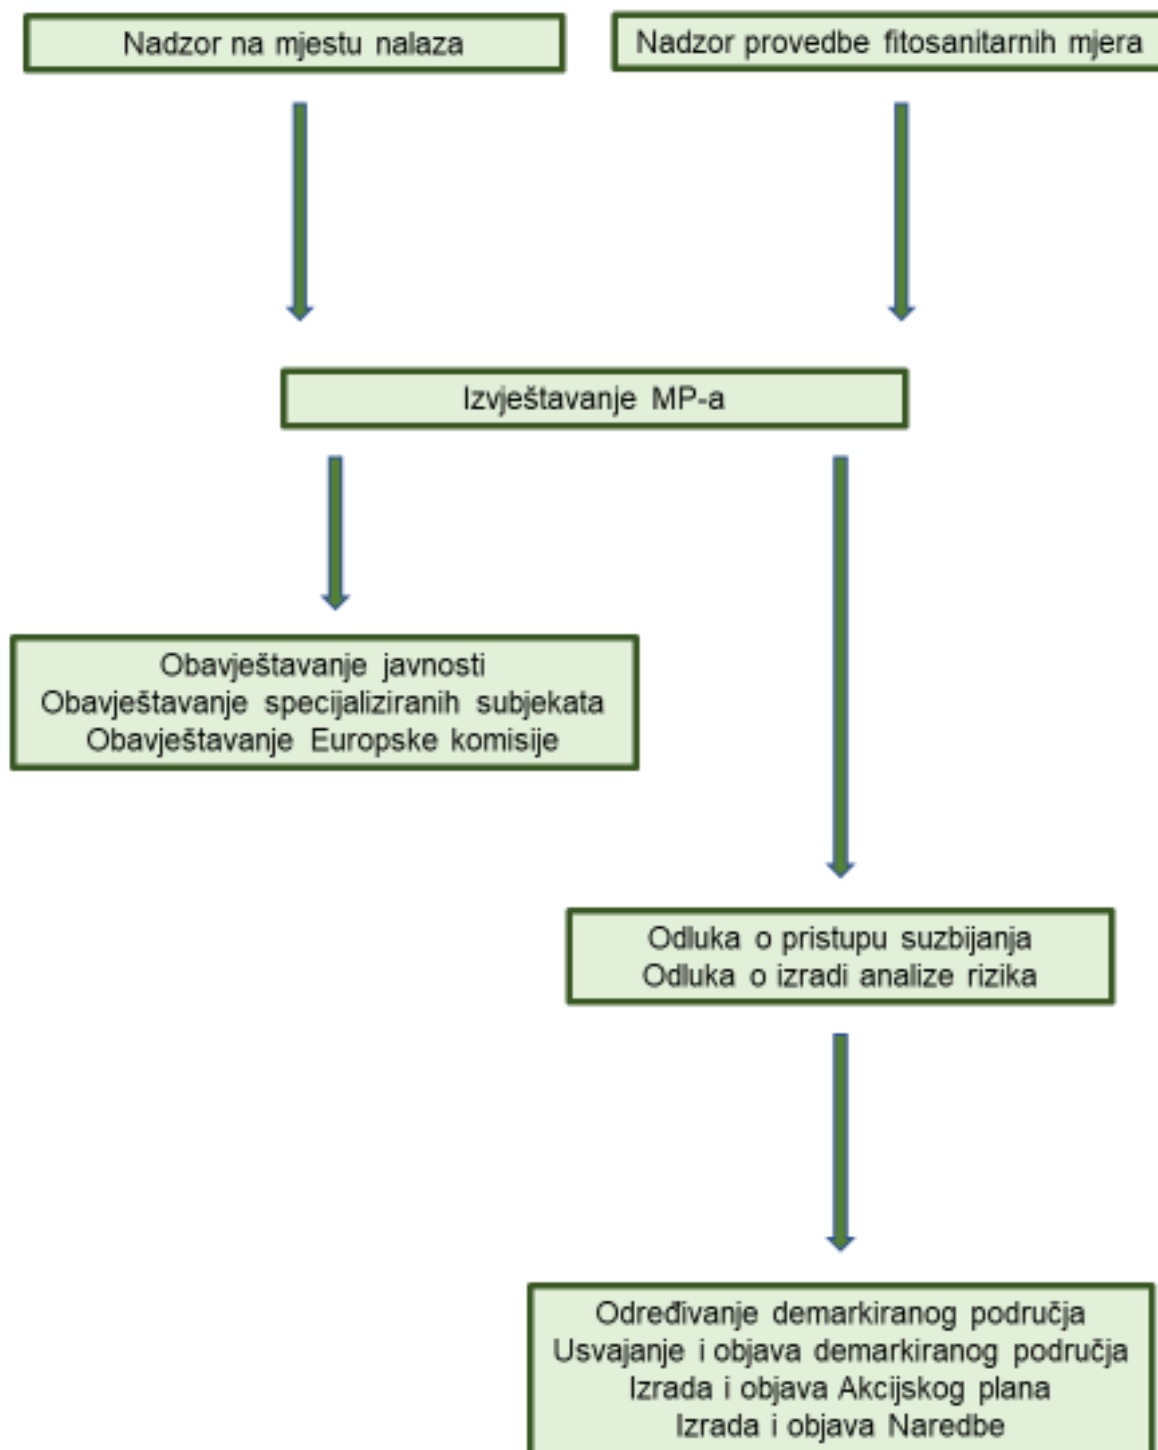 Nadzor na mjestu nalaza
Nadzor provedbe fitosanitarnih mjera
Izvještavanje MP-a
Obavještavanje javnosti
Obavještavanje specijaliziranih subjekata
Obavještavanje Europske komisije
Odluka o pristupu suzbijanja
Odluka o izradi analize rizika
Određivanje demarkiranog područja
Usvajanje i objava demarkiranog područja
Izrada i objava Akcijskog plana
Izrada i objava Naredbe